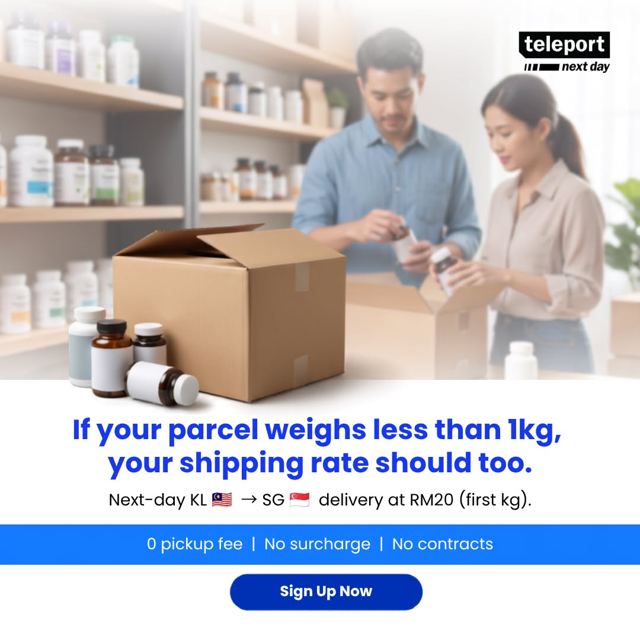 teleport
next day
If your parcel weighs less than 1kg,
your shipping rate should too.
Next-day KL 🇲🇾 → SG 🇸🇬 delivery at RM20 (first kg).
0 pickup fee | No surcharge | No contracts
Sign Up Now